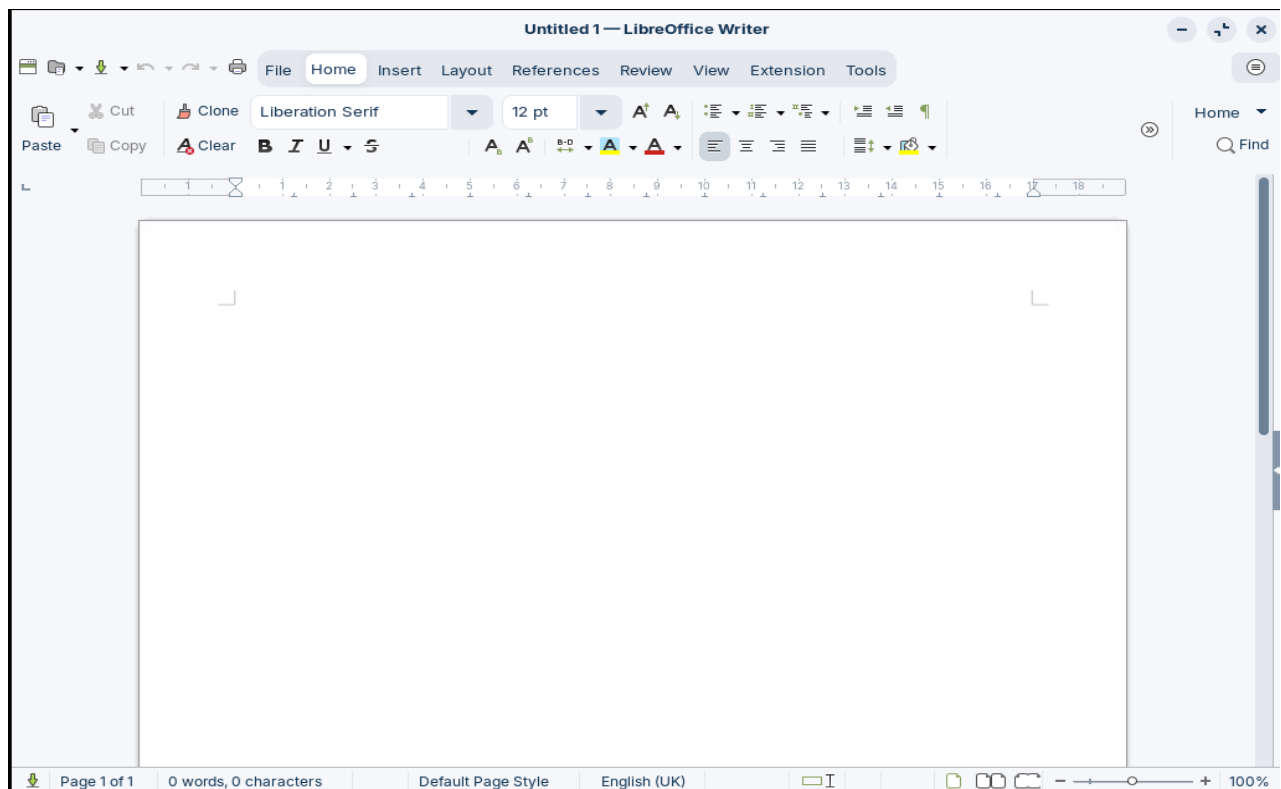 Untitled 1 — LibreOffice Writer
File Home Insert Layout References Review View Extension Tools
Cut Clone Liberation Serif 12 pt Home
Paste Copy Clear Find
1 1 2 3 4 5 6 7 8 9 10 11 12 13 14 15 16 17 18
Page 1 of 1 0 words, 0 characters Default Page Style English (UK) 100%